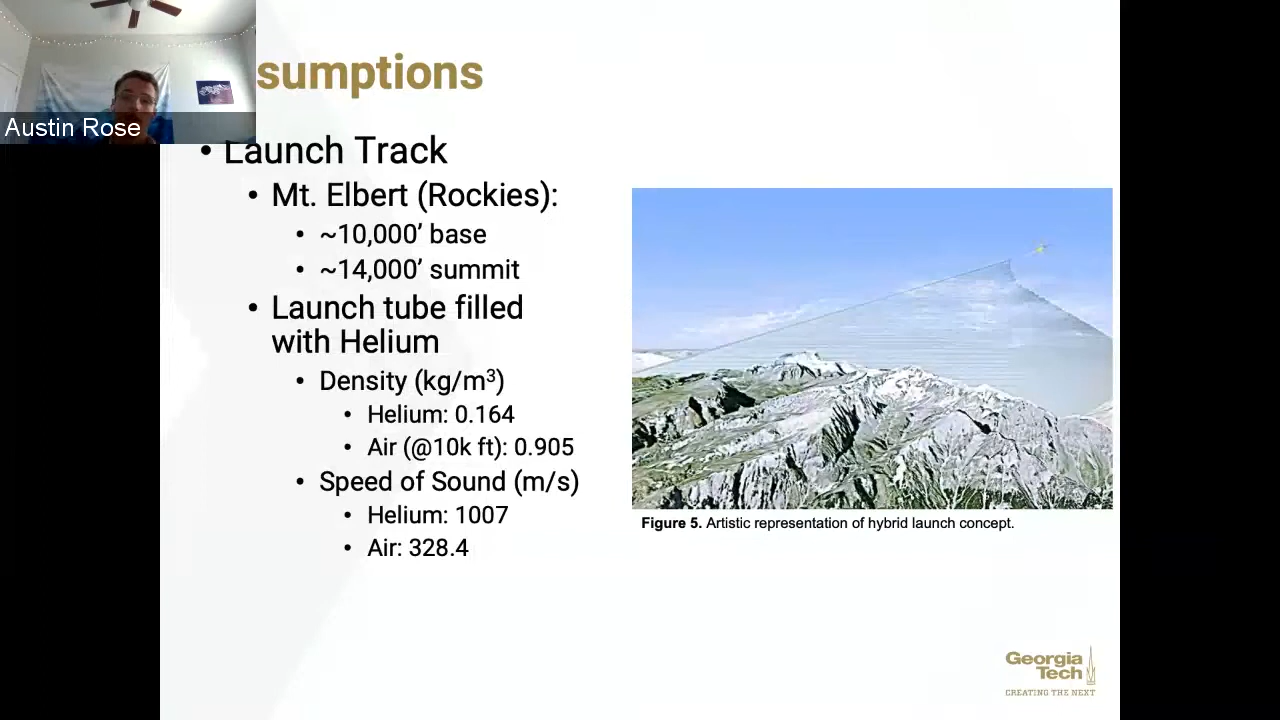 sumptions
Austin Rose
• Launch Track
• Mt. Elbert (Rockies):
• ~10,000’ base
• ~14,000’ summit
• Launch tube filled
with Helium
• Density (kg/m³)
• Helium: 0.164
• Air (@10k ft): 0.905
• Speed of Sound (m/s)
• Helium: 1007
• Air: 328.4
Figure 5. Artistic representation of hybrid launch concept.
Georgia
Tech
CREATING THE NEXT